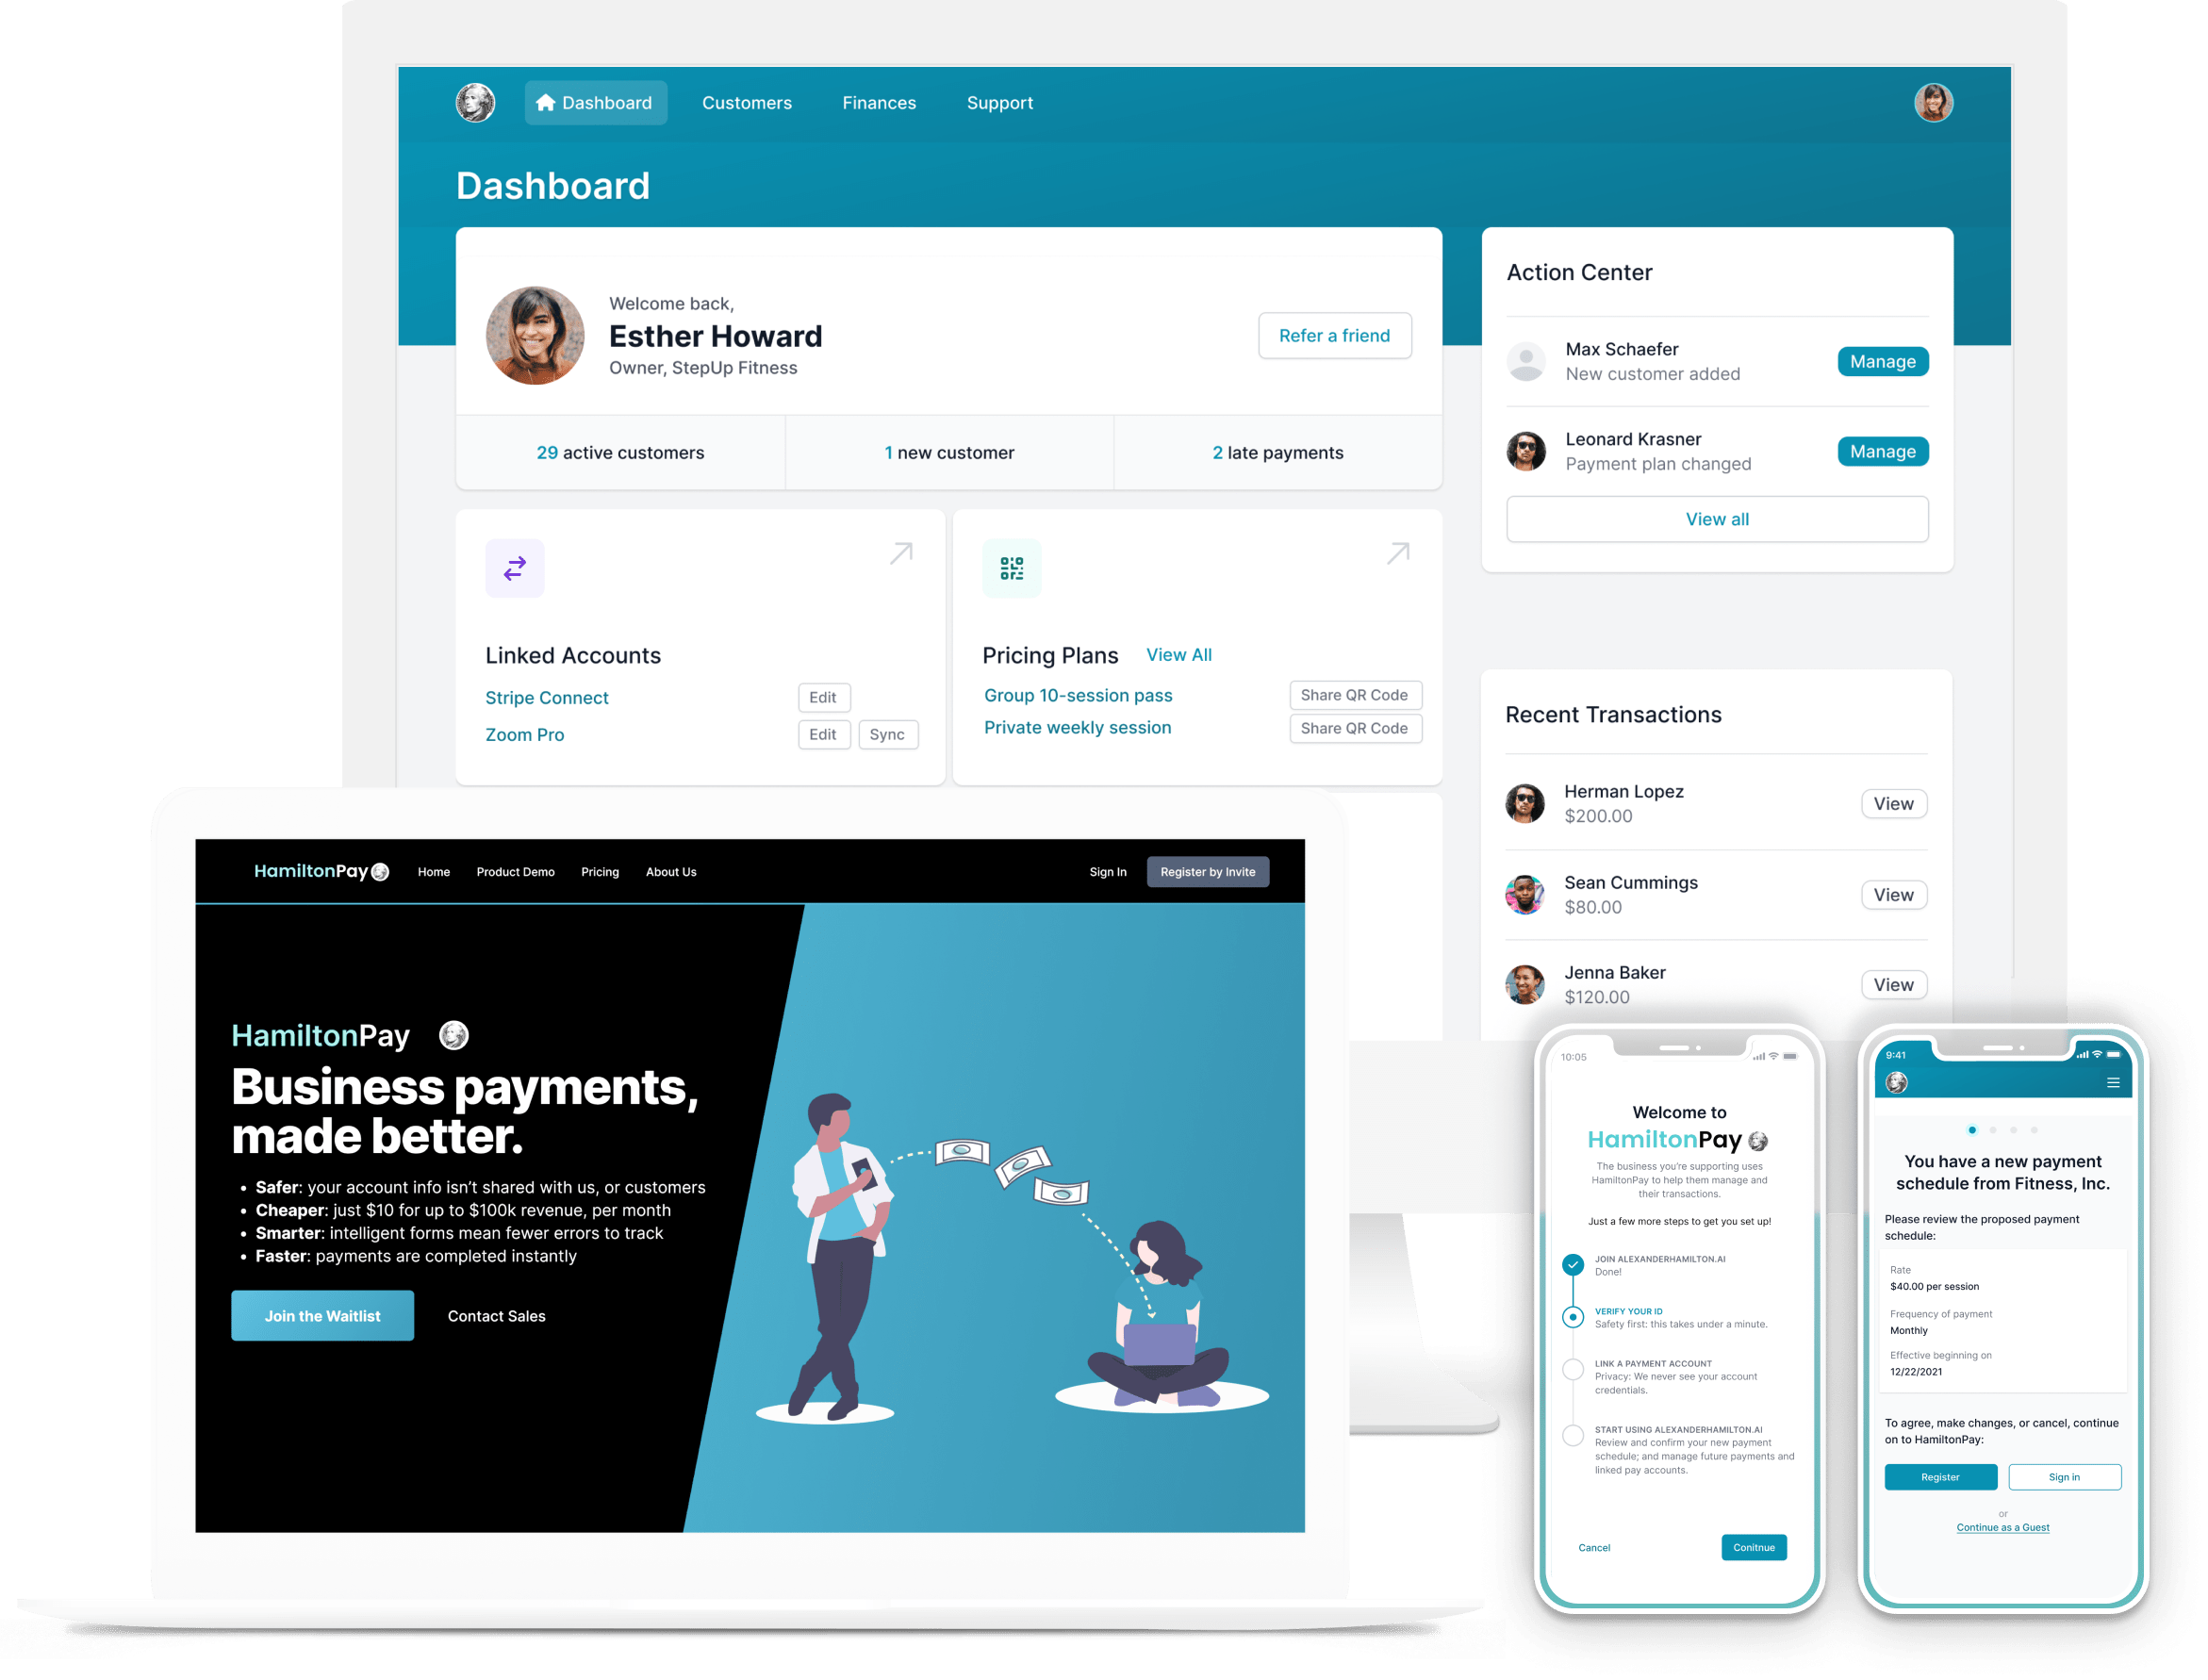 Dashboard
Customers
Finances
Support
Dashboard
Welcome back,
Esther Howard
Owner, StepUp Fitness
Refer a friend
29 active customers
1 new customer
2 late payments
Action Center
Max Schaefer
New customer added
Manage
Leonard Krasner
Payment plan changed
Manage
View all
Linked Accounts
Stripe Connect
Edit
Zoom Pro
Edit
Sync
Pricing Plans
View All
Group 10-session pass
Share QR Code
Private weekly session
Share QR Code
Recent Transactions
Herman Lopez
$200.00
View
Sean Cummings
$80.00
View
Jenna Baker
$120.00
View
HamiltonPay
Home
Product Demo
Pricing
About Us
Sign In
Register by Invite
HamiltonPay
Business payments,
made better.
• Safer: your account info isn’t shared with us, or customers
• Cheaper: just $10 for up to $100k revenue, per month
• Smarter: intelligent forms mean fewer errors to track
• Faster: payments are completed instantly
Join the Waitlist
Contact Sales
10:05
Welcome to
HamiltonPay
The business you’re supporting uses
HamiltonPay to help them manage and
their transactions.
Just a few more steps to get you set up!
JOIN ALEXANDERHAMILTON.AI
Done!
VERIFY YOUR ID
Safety first: this takes under a minute.
LINK A PAYMENT ACCOUNT
Privacy: We never see your account
credentials.
START USING ALEXANDERHAMILTON.AI
Review and confirm your new payment
schedule; and manage future payments and
linked pay accounts.
Cancel
Conitnue
9:41
You have a new payment
schedule from Fitness, Inc.
Please review the proposed payment
schedule:
Rate
$40.00 per session
Frequency of payment
Monthly
Effective beginning on
12/22/2021
To agree, make changes, or cancel, continue
on to HamiltonPay:
Register
Sign in
or
Continue as a Guest